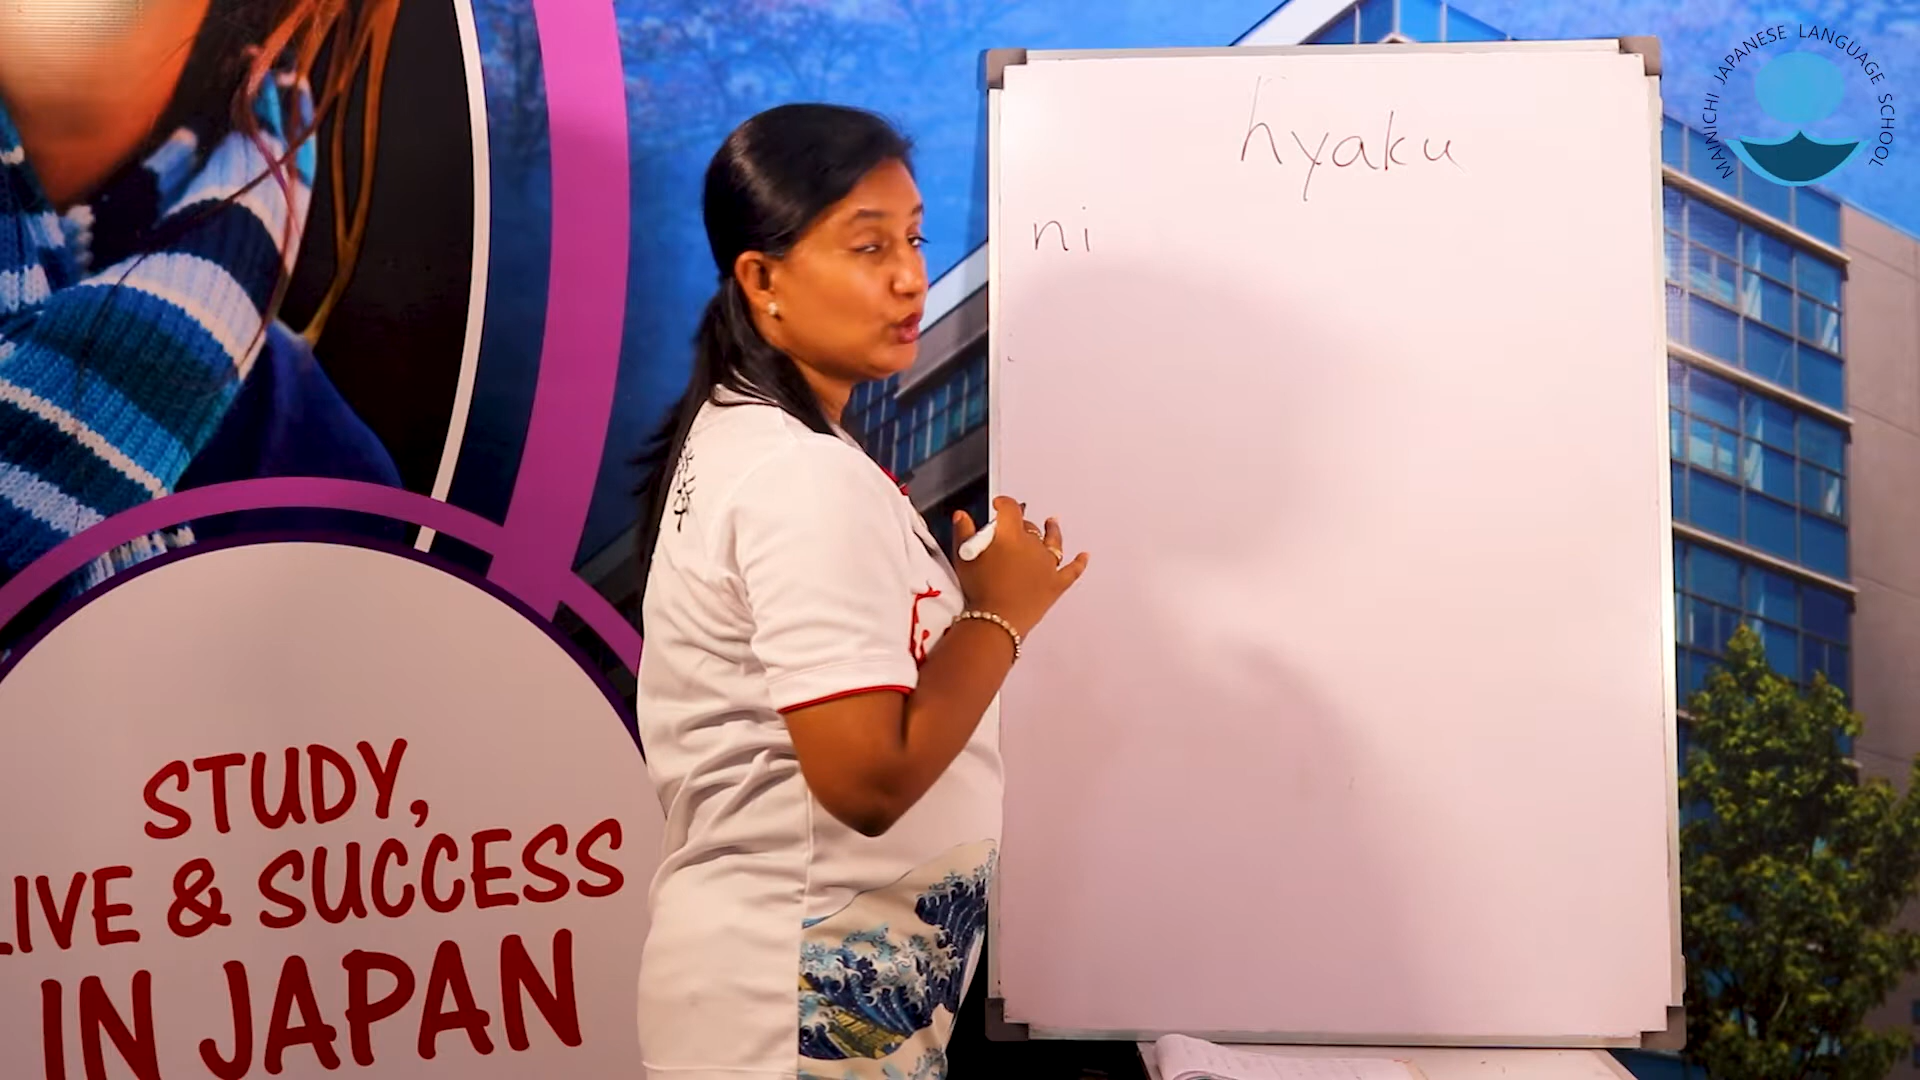 MAINICHI JAPANESE LANGUAGE SCHOOL
hyaku
ni
STUDY,
LIVE & SUCCESS
IN JAPAN